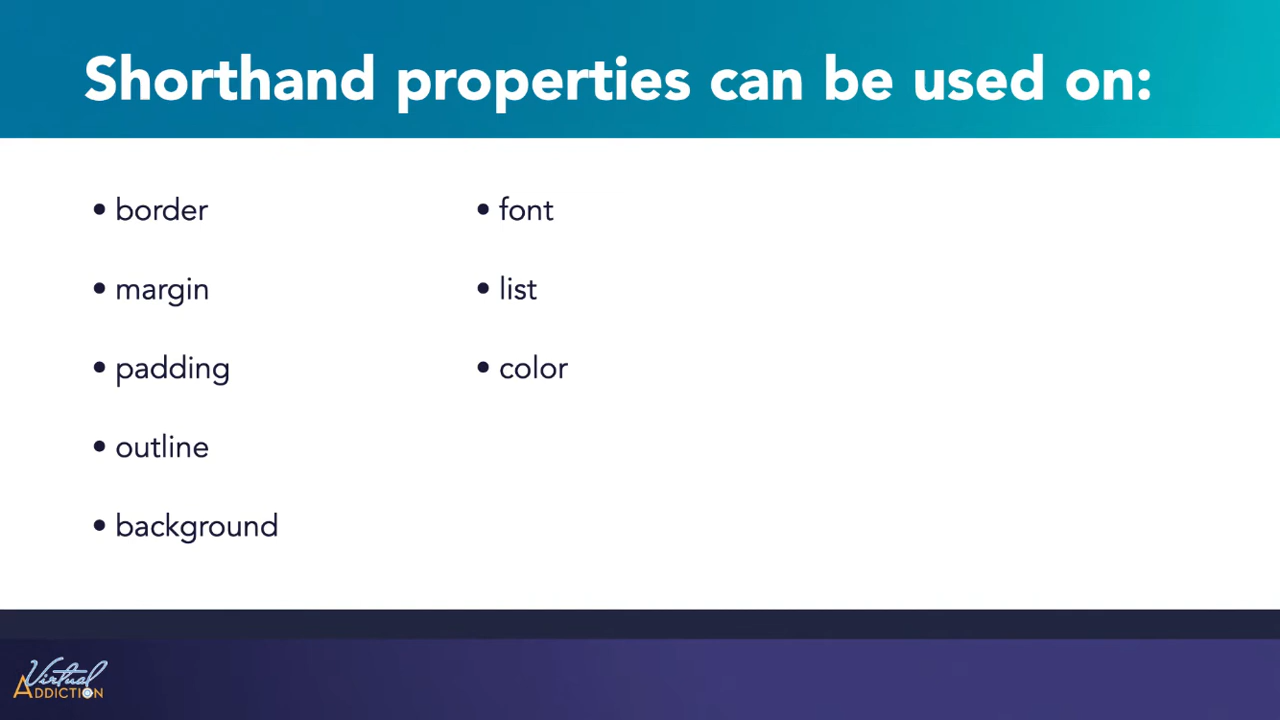 Shorthand properties can be used on:
• border
• margin
• padding
• outline
• background
• font
• list
• color
Virtual
ADDICTION